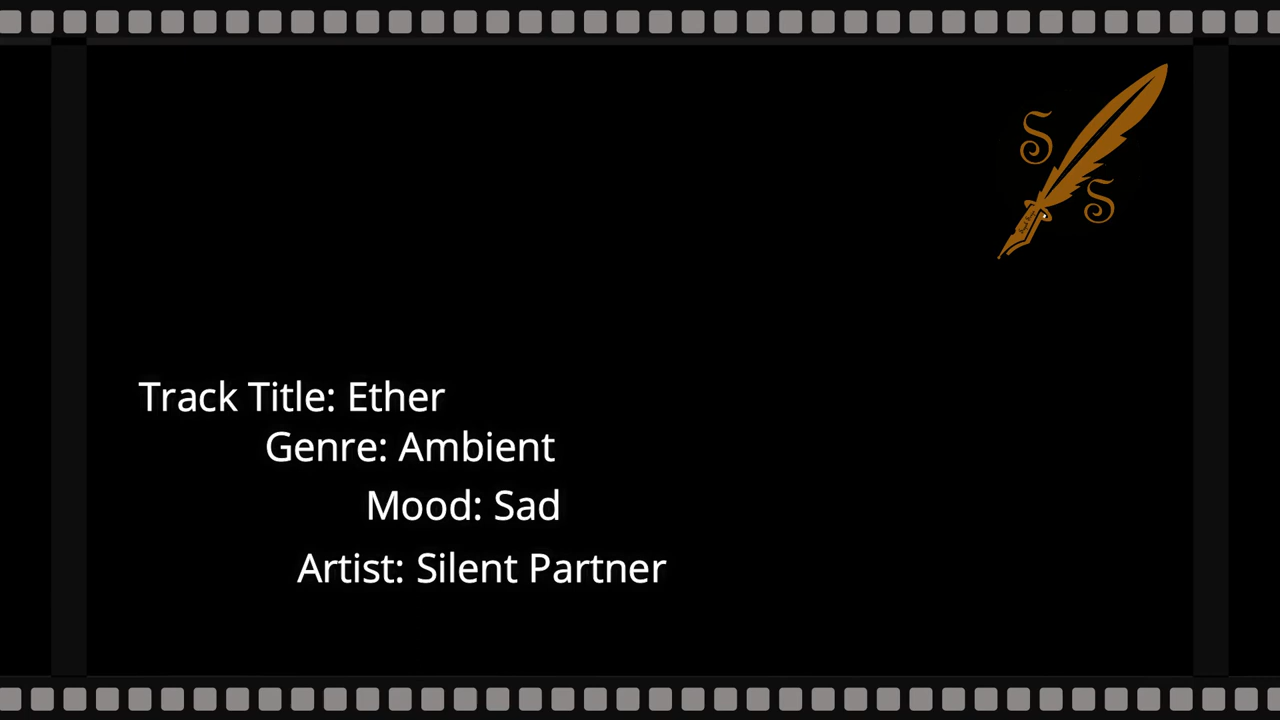 S
S
Track Title: Ether
Genre: Ambient
Mood: Sad
Artist: Silent Partner